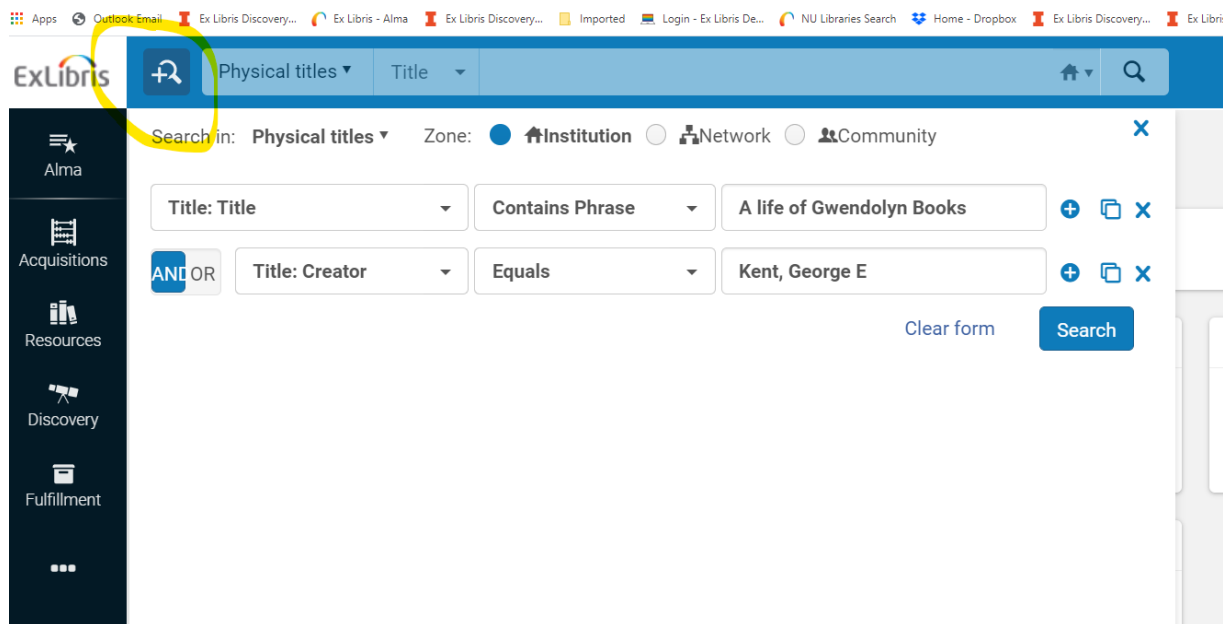 Apps Outlook Email Ex Libris Discovery... Ex Libris - Alma Ex Libris Discovery... Imported Login - Ex Libris De... NU Libraries Search Home - Dropbox Ex Libris Discovery... Ex Libris
ExLibris Physical titles Title
Search in: Physical titles Zone: Institution Network Community
Alma
Title: Title Contains Phrase A life of Gwendolyn Books
Acquisitions
AND OR Title: Creator Equals Kent, George E
Resources
Clear form Search
Discovery
Fulfillment